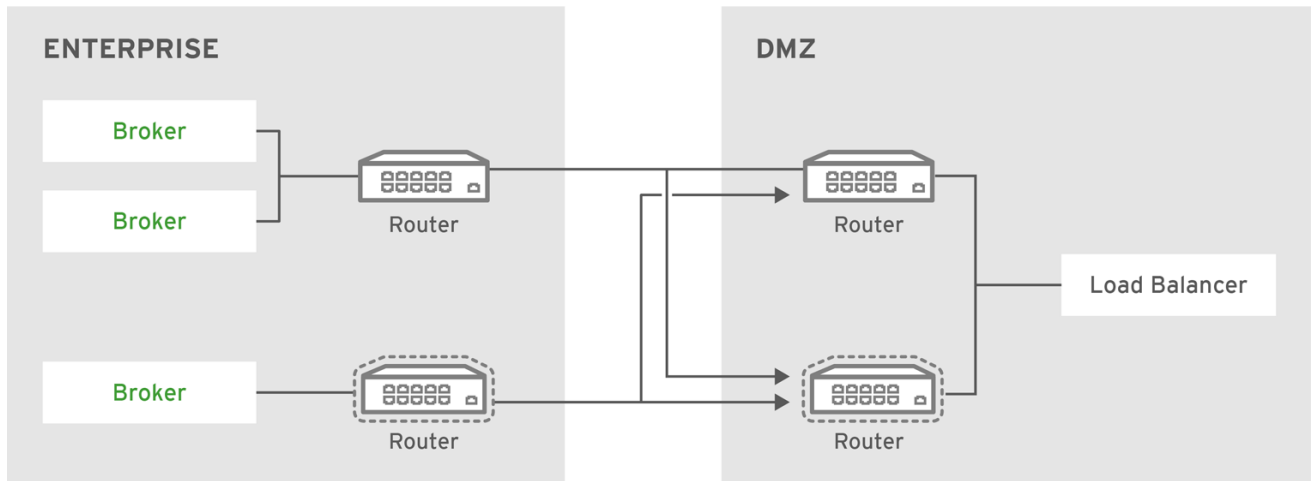 ENTERPRISE
DMZ
Broker
Broker
Router
Router
Load Balancer
Broker
Router
Router